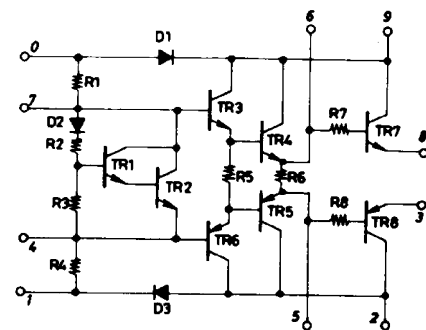 6 9
0 D1
R1
7 TR3 R7
D2 TR4 TR7
R2 8
TR1 R6
TR2 R5
R3 R8 3
TR5 TR8
4 TR6
R4
1 D3
5 2